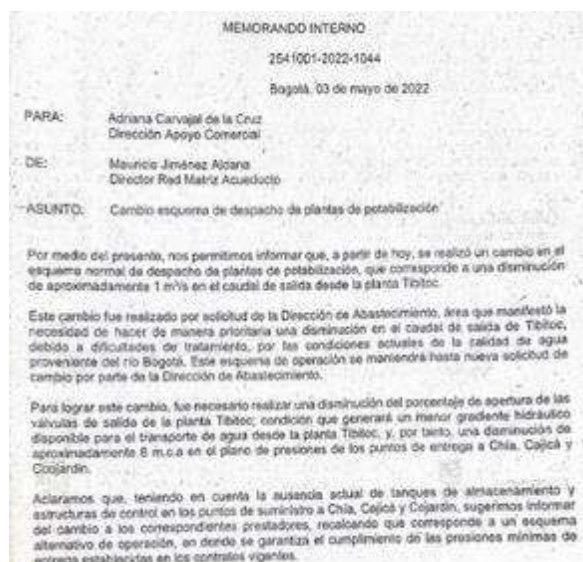 MEMORANDO INTERNO
2541001-2022-1044
Bogotá, 03 de mayo de 2022
PARA: Adriana Carvajal de la Cruz
Dirección Apoyo Comercial
DE: Mauricio Jiménez Aldana
Director Red Matriz Acueducto
ASUNTO: Cambio esquema de despacho de plantas de potabilización
Por medio del presente, nos permitimos informar que, a partir de hoy, se realizó un cambio en el
esquema normal de despacho de plantas de potabilización, que corresponde a una disminución
de aproximadamente 1 m³/s en el caudal de salida desde la planta Tibitoc.
Este cambio fue realizado por solicitud de la Dirección de Abastecimiento, área que manifestó la
necesidad de hacer de manera prioritaria una disminución en el caudal de salida de Tibitoc,
debido a dificultades de tratamiento, por las condiciones actuales de la calidad de agua
proveniente del río Bogotá. Este esquema de operación se mantendrá hasta nueva solicitud de
cambio por parte de la Dirección de Abastecimiento.
Para lograr este cambio, fue necesario realizar una disminución del porcentaje de apertura de las
válvulas de salida de la planta Tibitoc; condición que generará un menor gradiente hidráulico
disponible para el transporte de agua desde la planta Tibitoc, y, por tanto, una disminución de
aproximadamente 8 m.c.a en el plano de presiones de los puntos de entrega a Chía, Cajicá y
Coojardín.
Aclaramos que, teniendo en cuenta la ausencia actual de tanques de almacenamiento y
estructuras de control en los puntos de suministro a Chía, Cajicá y Cojardín, sugerimos informar
del cambio a los correspondientes prestadores, recalcando que corresponde a un esquema
alternativo de operación, en donde se garantiza el cumplimiento de las presiones mínimas de
entrega establecidas en los contratos vigentes.